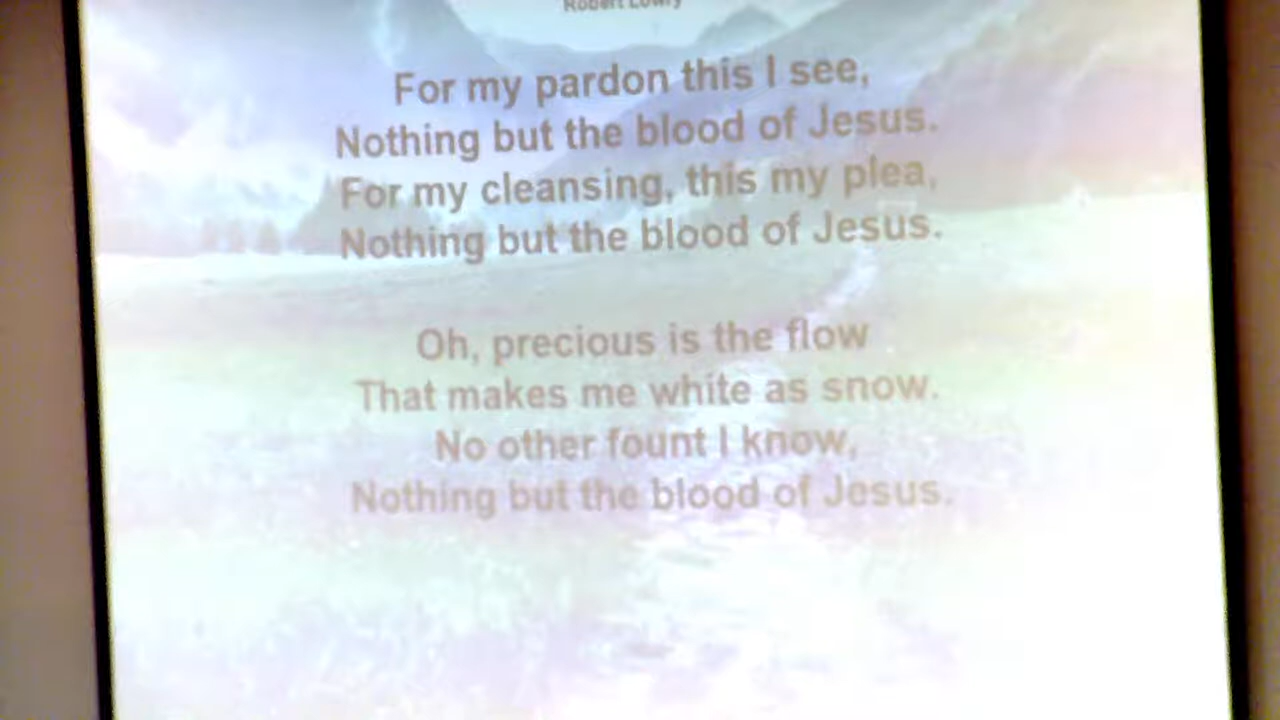 Robert Lowry
For my pardon this I see,
Nothing but the blood of Jesus.
For my cleansing, this my plea,
Nothing but the blood of Jesus.
Oh, precious is the flow
That makes me white as snow.
No other fount I know,
Nothing but the blood of Jesus.